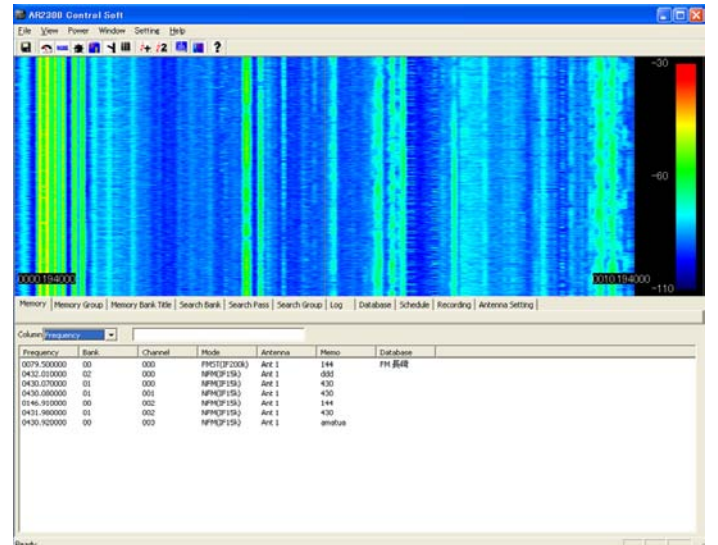 AR2300 Control Soft
File View Power Window Setting Help
-30
-60
-110
0000194000
0010194000
Memory Memory Group Memory Bank Title Search Bank Search Pass Search Group Log Database Schedule Recording Antenna Setting
Column Frequency
Frequency Bank Channel Mode Antenna Memo Database
0079.500000 00 000 FMST(IF200k) Ant 1 144 FM 長崎
0432.010000 02 000 NFM(IF15k) Ant 1 ddd
0430.070000 01 000 NFM(IF15k) Ant 1 430
0430.080000 01 001 NFM(IF15k) Ant 1 430
0146.910000 00 002 NFM(IF15k) Ant 1 144
0431.980000 01 002 NFM(IF15k) Ant 1 430
0430.920000 00 003 NFM(IF15k) Ant 1 amatua
Ready